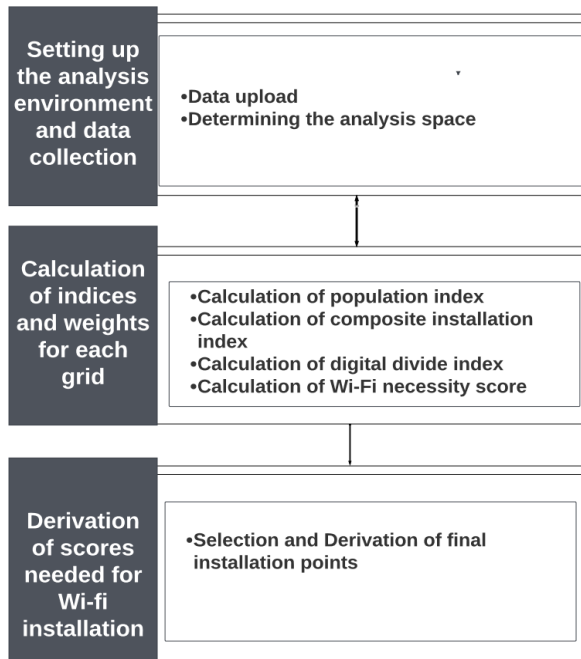 Setting up
the analysis
environment
and data
collection
•Data upload
•Determining the analysis space
Calculation
of indices
and weights
for each
grid
•Calculation of population index
•Calculation of composite installation
index
•Calculation of digital divide index
•Calculation of Wi-Fi necessity score
Derivation
of scores
needed for
Wi-fi
installation
•Selection and Derivation of final
installation points